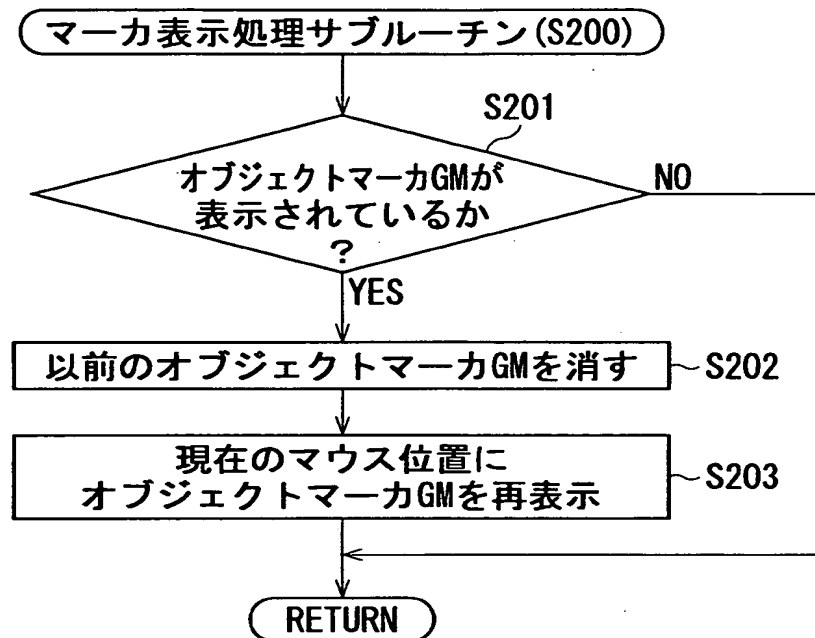 マーカ表示処理サブルーチン(S200)
S201
オブジェクトマーカGMが
表示されているか
?
NO
YES
以前のオブジェクトマーカGMを消す
S202
現在のマウス位置に
オブジェクトマーカGMを再表示
S203
RETURN